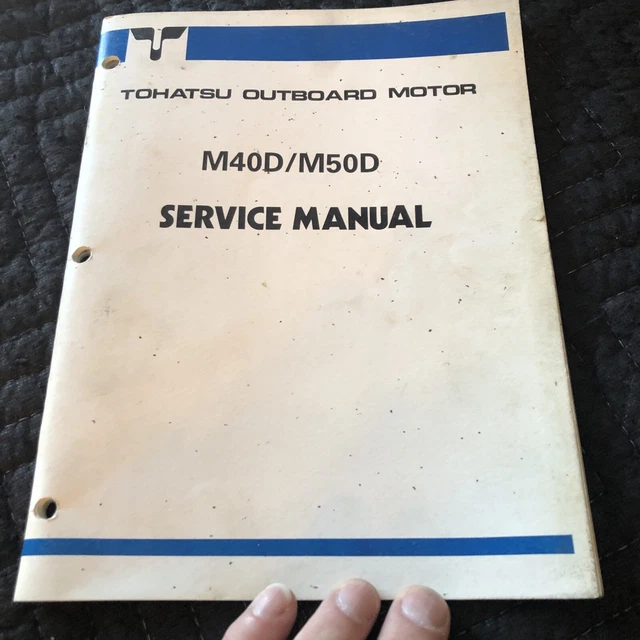 TOHATSU OUTBOARD MOTOR
M40D/M50D
SERVICE MANUAL